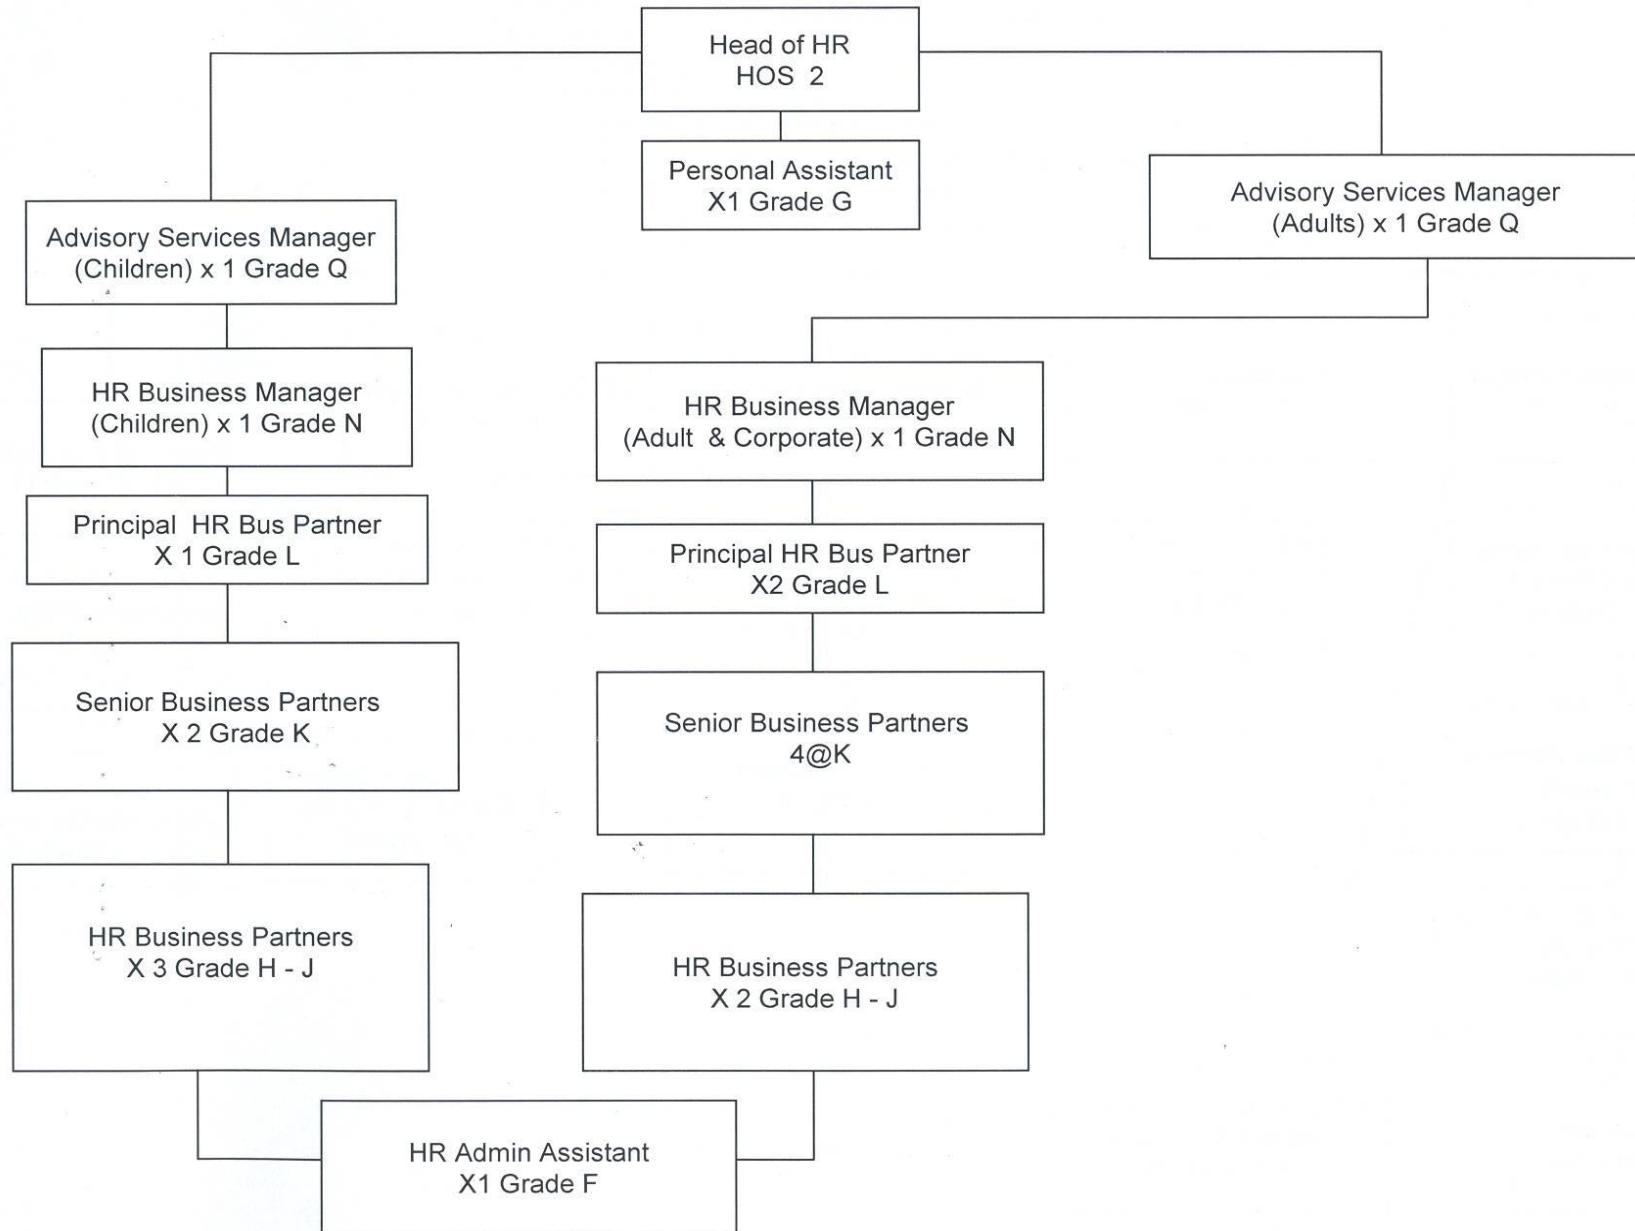 Head of HR
HOS 2
Personal Assistant
X1 Grade G
Advisory Services Manager
(Adults) x 1 Grade Q
Advisory Services Manager
(Children) x 1 Grade Q
HR Business Manager
(Children) x 1 Grade N
HR Business Manager
(Adult & Corporate) x 1 Grade N
Principal HR Bus Partner
X 1 Grade L
Principal HR Bus Partner
X2 Grade L
Senior Business Partners
X 2 Grade K
Senior Business Partners
4@K
HR Business Partners
X 3 Grade H - J
HR Business Partners
X 2 Grade H - J
HR Admin Assistant
X1 Grade F